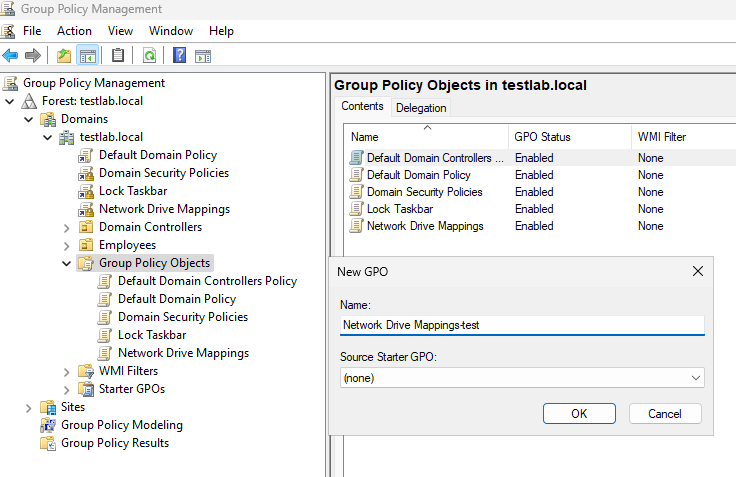 Group Policy Management
File Action View Window Help
Group Policy Management
Forest: testlab.local
Domains
testlab.local
Default Domain Policy
Domain Security Policies
Lock Taskbar
Network Drive Mappings
Domain Controllers
Employees
Group Policy Objects
Default Domain Controllers Policy
Default Domain Policy
Domain Security Policies
Lock Taskbar
Network Drive Mappings
WMI Filters
Starter GPOs
Sites
Group Policy Modeling
Group Policy Results
Group Policy Objects in testlab.local
Contents Delegation
Name GPO Status WMI Filter
Default Domain Controllers ... Enabled None
Default Domain Policy Enabled None
Domain Security Policies Enabled None
Lock Taskbar Enabled None
Network Drive Mappings Enabled None
New GPO
Name:
Network Drive Mappings-test
Source Starter GPO:
(none)
OK Cancel